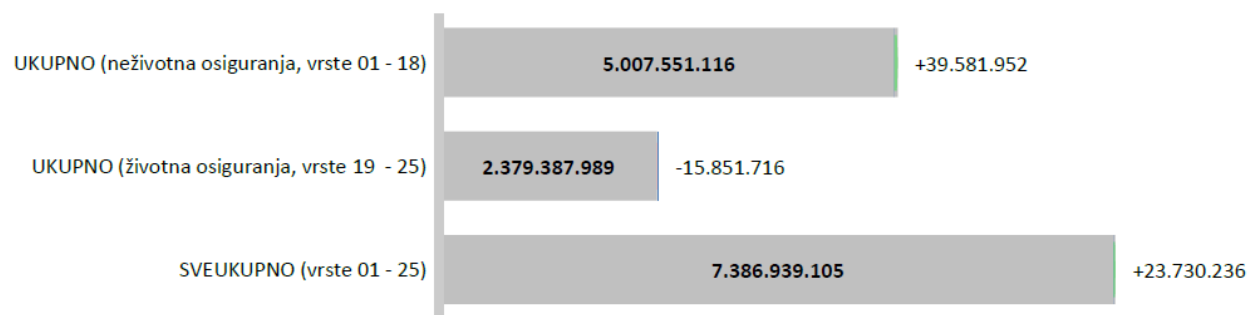 UKUPNO (neživotna osiguranja, vrste 01 - 18) 5.007.551.116 +39.581.952
UKUPNO (životna osiguranja, vrste 19 - 25) 2.379.387.989 -15.851.716
SVEUKUPNO (vrste 01 - 25) 7.386.939.105 +23.730.236